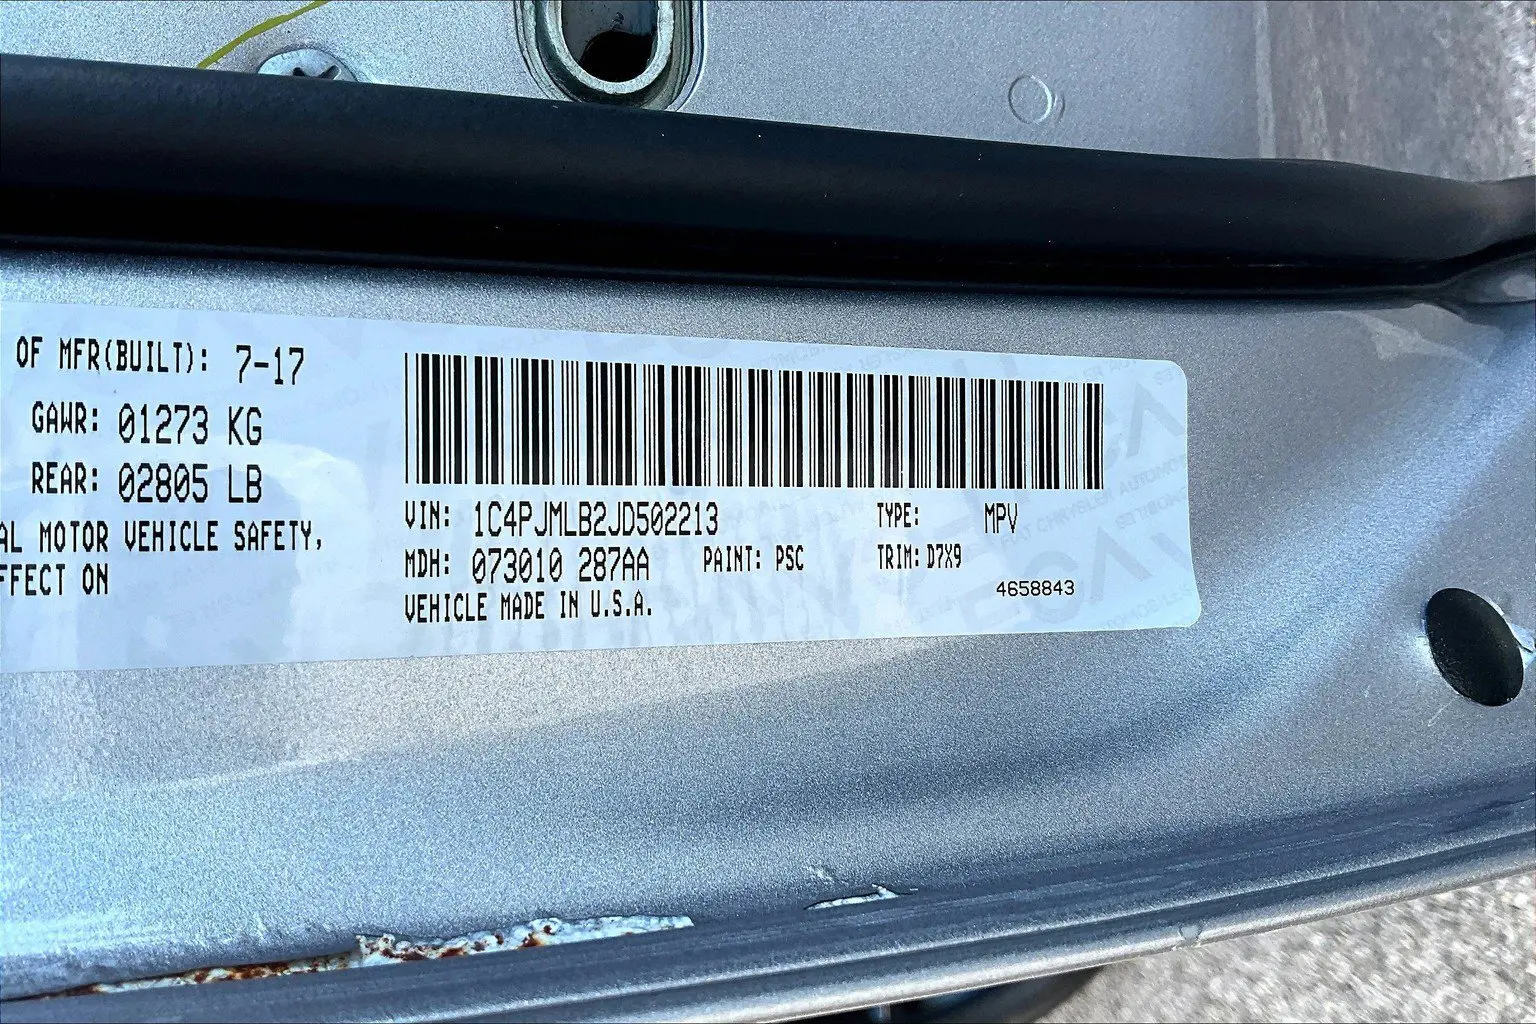 OF MFR(BUILT): 7-17
GAWR: 01273 KG
REAR: 02805 LB
AL MOTOR VEHICLE SAFETY,
FFECT ON
VIN: 1C4PJMLB2JD502213 TYPE: MPV
MDH: 073010 287AA PAINT: PSC TRIM: D7X9
VEHICLE MADE IN U.S.A. 4658843